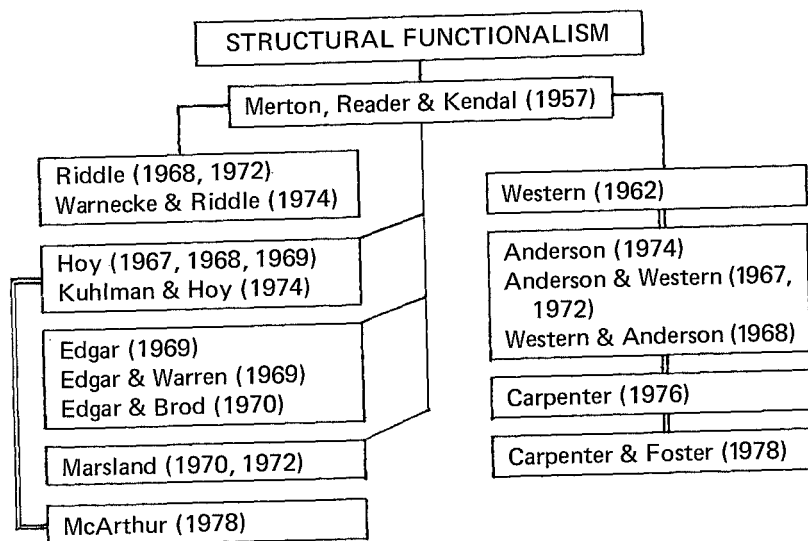 STRUCTURAL FUNCTIONALISM
Merton, Reader & Kendal (1957)
Riddle (1968, 1972)
Warnecke & Riddle (1974)
Hoy (1967, 1968, 1969)
Kuhlman & Hoy (1974)
Edgar (1969)
Edgar & Warren (1969)
Edgar & Brod (1970)
Marsland (1970, 1972)
McArthur (1978)
Western (1962)
Anderson (1974)
Anderson & Western (1967,
1972)
Western & Anderson (1968)
Carpenter (1976)
Carpenter & Foster (1978)